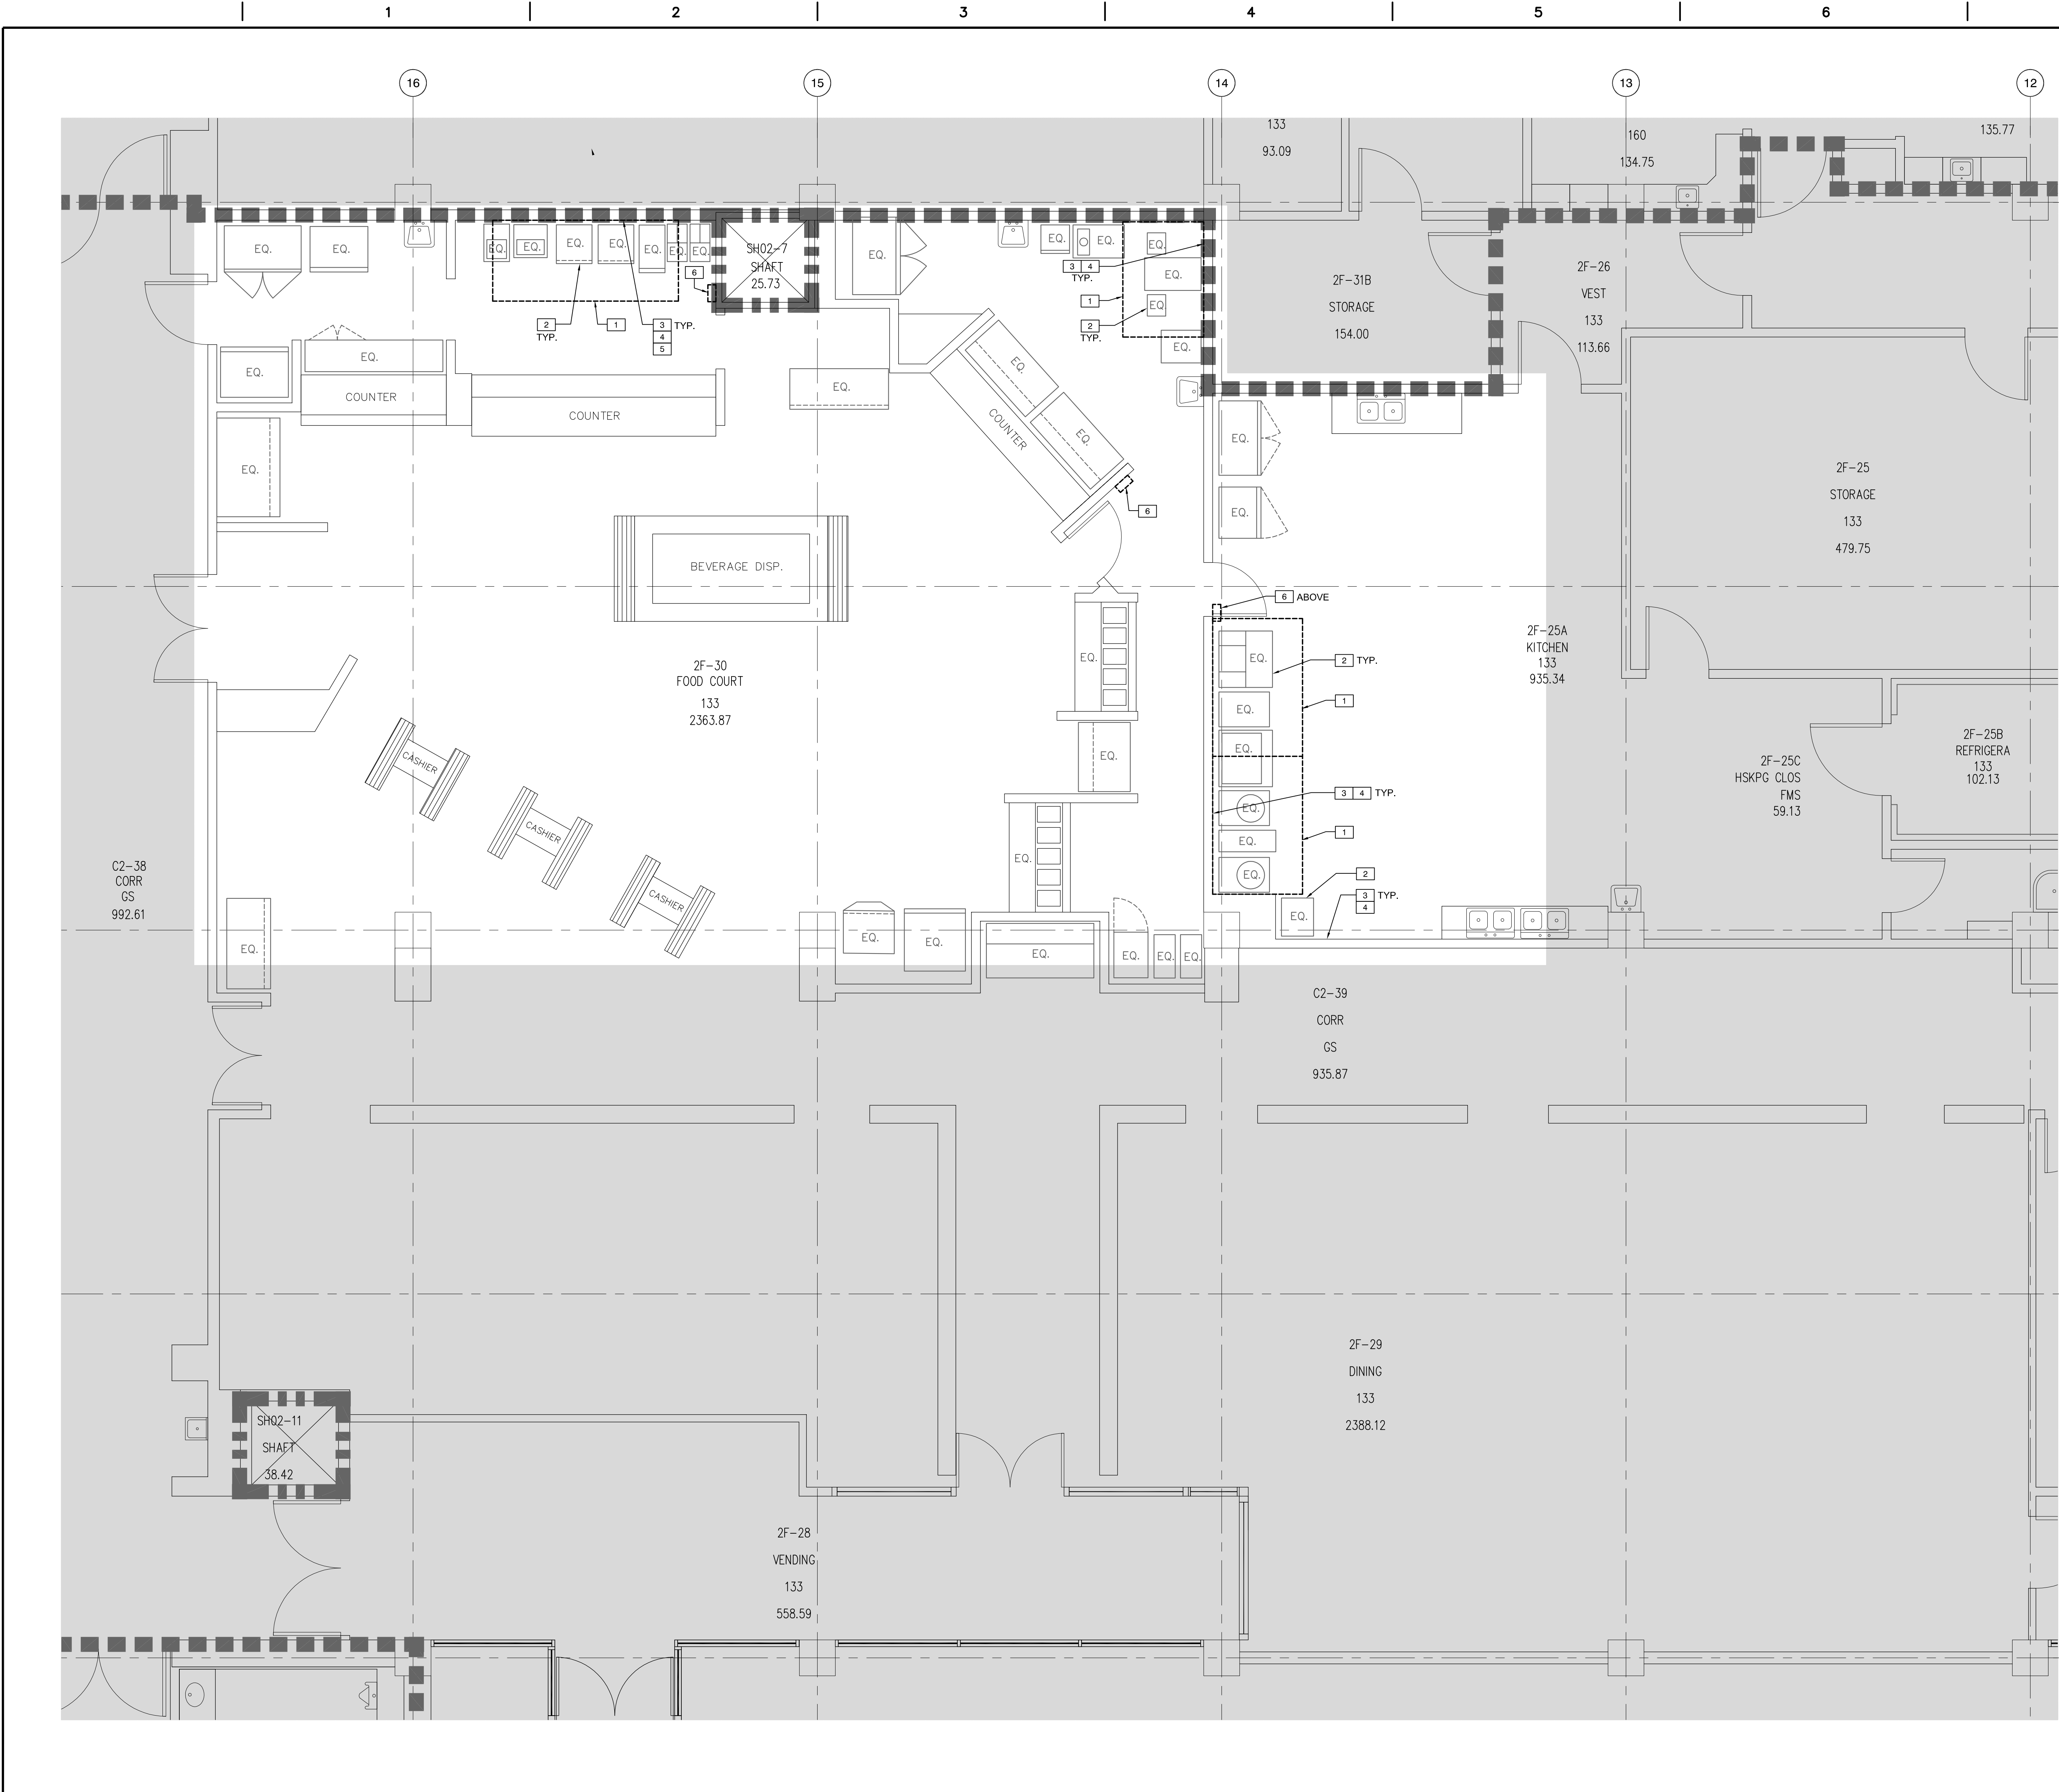 1
2
3
4
5
6
16
15
14
13
12
133
93.09
160
134.75
135.77
EQ.
EQ.
EQ.
EQ.
EQ.
EQ.
EQ.
EQ.
EQ.
SH02-7
SHAFT
25.73
6
2
TYP.
1
3 TYP.
4
5
EQ.
EQ.
EQ.
EQ.
EQ.
EQ.
EQ.
3 4
TYP.
1
2
TYP.
2F-31B
STORAGE
154.00
2F-26
VEST
133
113.66
EQ.
EQ.
COUNTER
COUNTER
EQ.
EQ.
EQ.
COUNTER
EQ.
6
EQ.
EQ.
2F-25
STORAGE
133
479.75
BEVERAGE DISP.
6 ABOVE
2F-30
FOOD COURT
133
2363.87
EQ.
EQ.
2 TYP.
2F-25A
KITCHEN
133
935.34
EQ.
1
EQ.
EQ.
CASHIER
CASHIER
CASHIER
EQ.
3 4 TYP.
EQ.
1
EQ.
EQ.
2
3 TYP.
4
EQ.
EQ.
2F-25C
HSKPG CLOS
FMS
59.13
2F-25B
REFRIGERA
133
102.13
C2-38
CORR
GS
992.61
EQ.
EQ.
EQ.
EQ.
EQ.
EQ.
EQ.
C2-39
CORR
GS
935.87
2F-29
DINING
133
2388.12
SH02-11
SHAFT
38.42
2F-28
VENDING
133
558.59